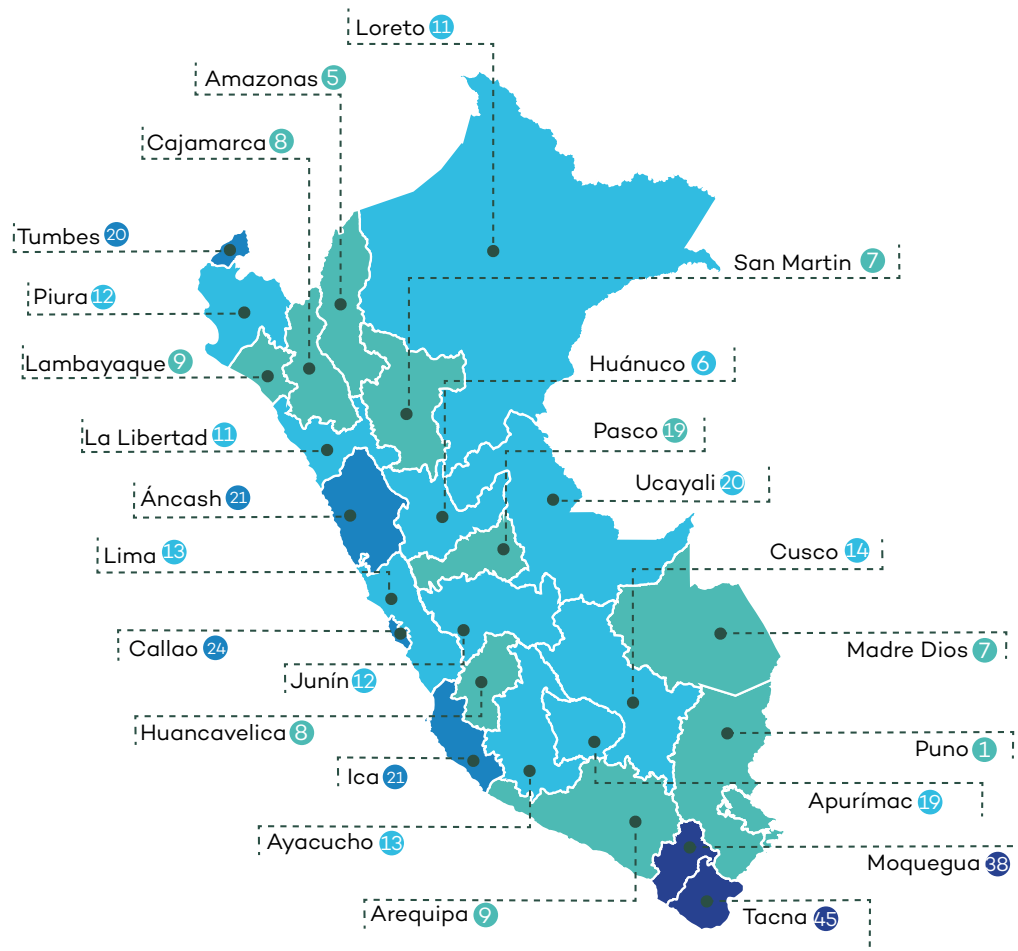 Loreto 11
Amazonas 5
Cajamarca 8
Tumbes 20
San Martin 7
Piura 12
Lambayaque 9
Huánuco 6
La Libertad 11
Pasco 19
Ucayali 20
Áncash 21
Lima 13
Cusco 14
Callao 24
Madre Dios 7
Junín 12
Huancavelica 8
Puno 1
Ica 21
Apurímac 19
Ayacucho 13
Moquegua 38
Arequipa 9
Tacna 45